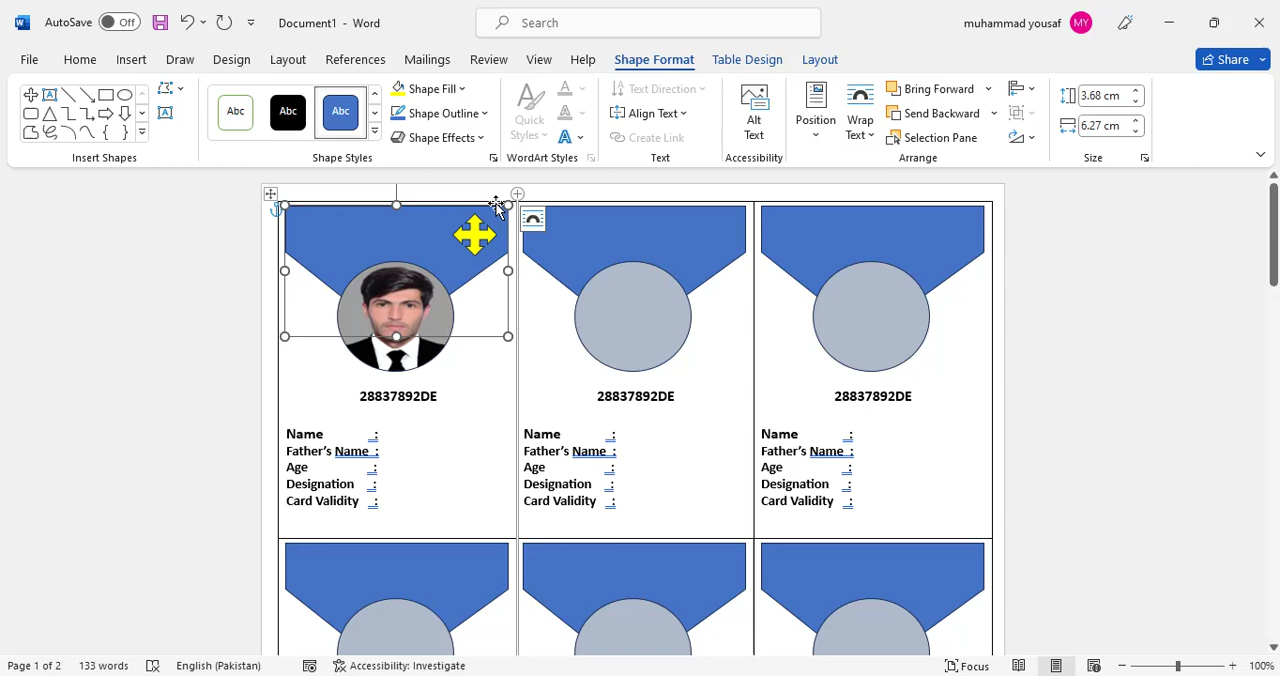 AutoSave Off Document1 - Word Search muhammad yousaf MY
File Home Insert Draw Design Layout References Mailings Review View Help Shape Format Table Design Layout Share
Abc Abc Abc
Shape Fill
Shape Outline
Shape Effects
Quick Styles
Text Direction
Align Text
Create Link
Alt Text
Position
Wrap Text
Bring Forward
Send Backward
Selection Pane
3.68 cm
6.27 cm
Insert Shapes Shape Styles WordArt Styles Text Accessibility Arrange Size
28837892DE 28837892DE 28837892DE
Name : Name : Name :
Father’s Name : Father’s Name : Father’s Name :
Age : Age : Age :
Designation : Designation : Designation :
Card Validity : Card Validity : Card Validity :
Page 1 of 2 133 words English (Pakistan) Accessibility: Investigate Focus 100%